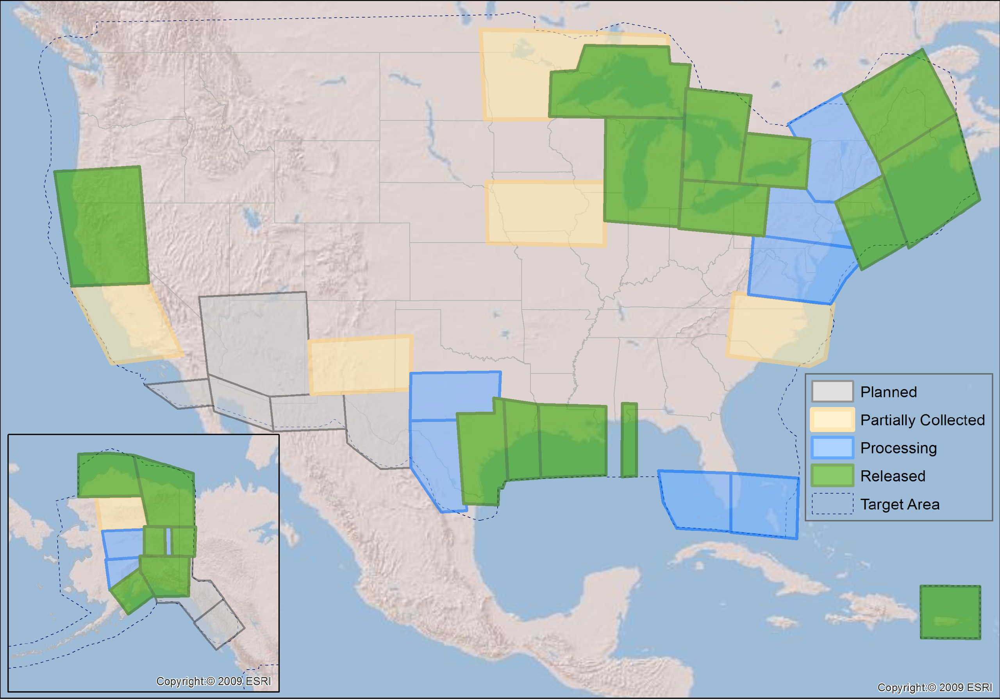 Planned
Partially Collected
Processing
Released
Target Area
Copyright:© 2009 ESRI
Copyright:© 2009 ESRI